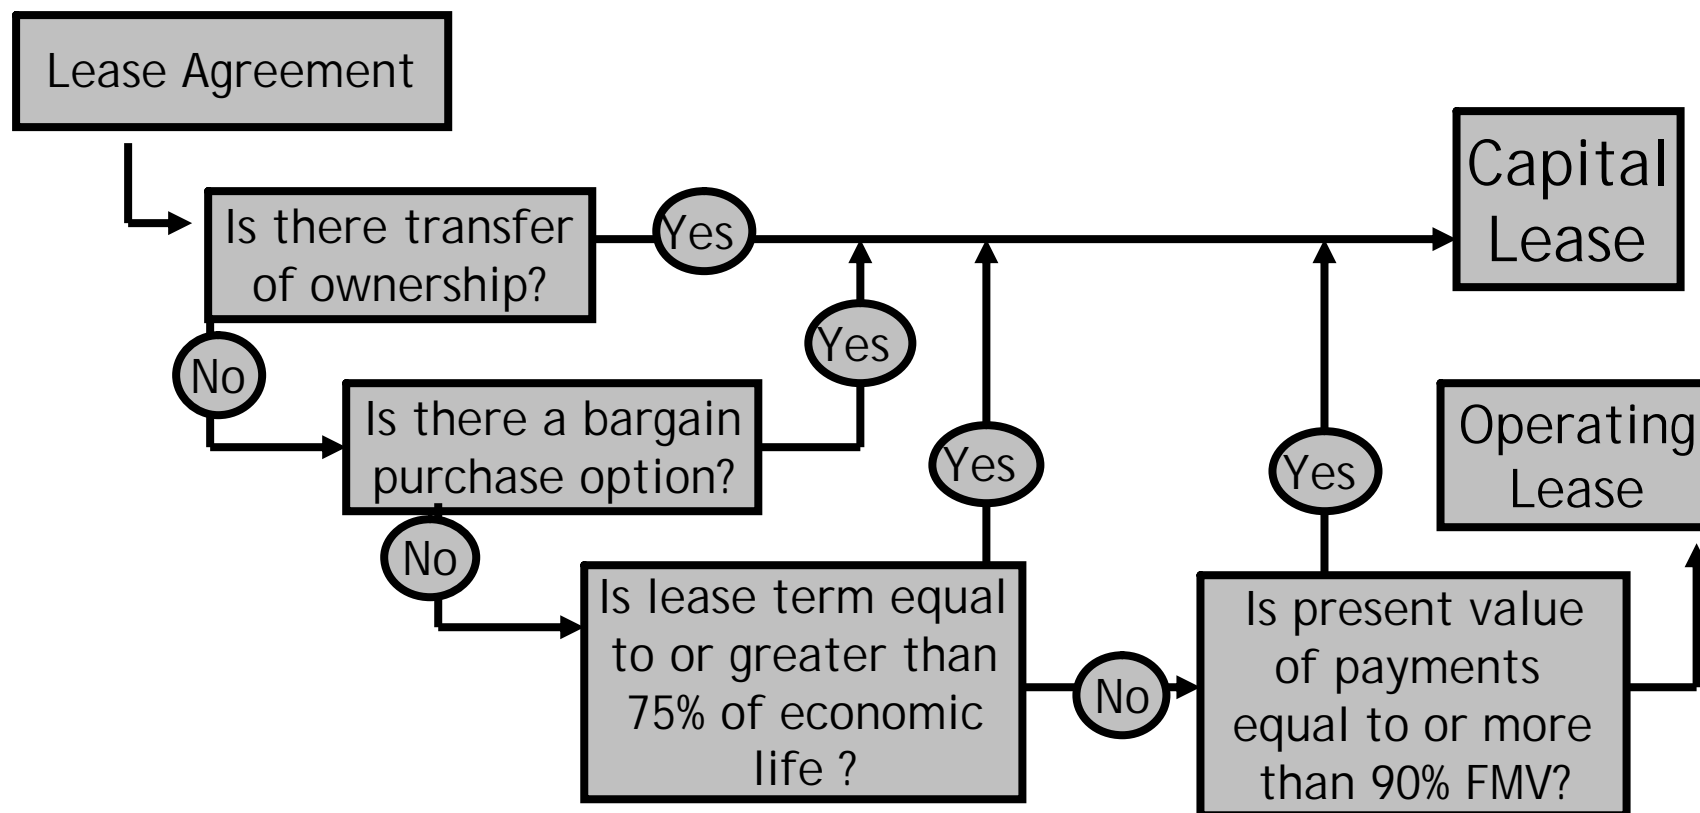 Lease Agreement
Capital
Lease
Is there transfer
of ownership?
Yes
No
Yes
Is there a bargain
purchase option?
Operating
Lease
Yes
Yes
No
Is lease term equal
to or greater than
75% of economic
life ?
No
Is present value
of payments
equal to or more
than 90% FMV?